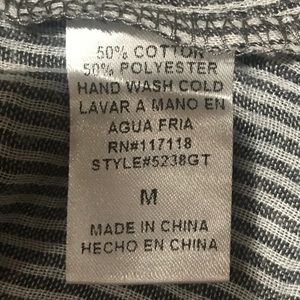 50% COTTON
50% POLYESTER
HAND WASH COLD
LAVAR A MANO EN
AGUA FRIA
RN#117118
STYLE#5238GT
M
MADE IN CHINA
HECHO EN CHINA